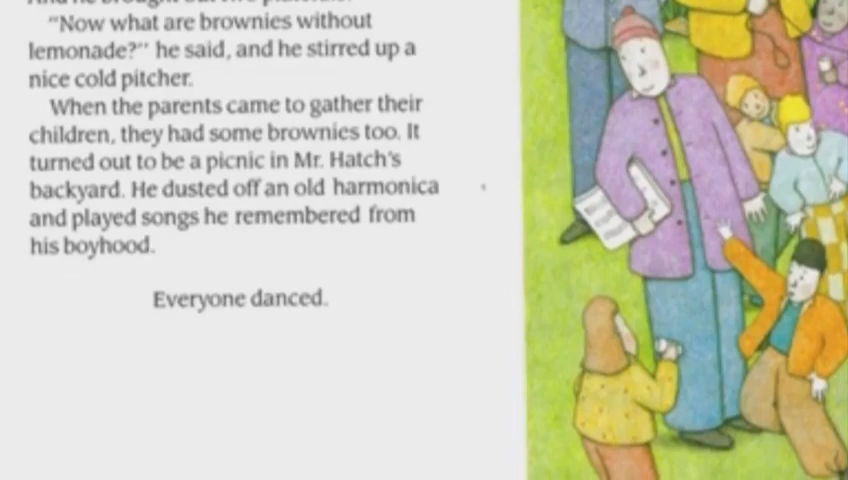 "Now what are brownies without
lemonade?" he said, and he stirred up a
nice cold pitcher.
When the parents came to gather their
children, they had some brownies too. It
turned out to be a picnic in Mr. Hatch's
backyard. He dusted off an old harmonica
and played songs he remembered from
his boyhood.
Everyone danced.